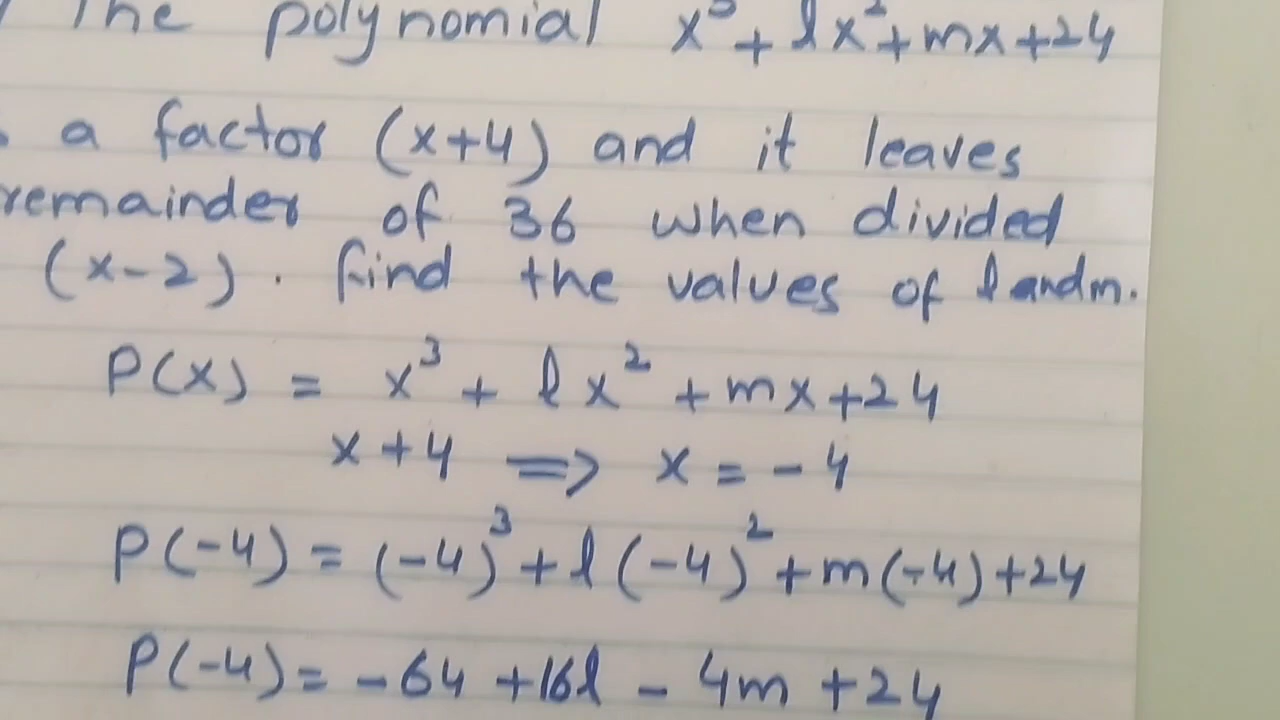 The polynomial x³ + lx² + mx + 24
a factor (x+4) and it leaves
remainder of 36 when divided
(x-2). find the values of l and m.
P(x) = x³ + lx² + mx + 24
x + 4 ⟹ x = -4
P(-4) = (-4)³ + l(-4)² + m(-4) + 24
P(-4) = -64 + 16l - 4m + 24